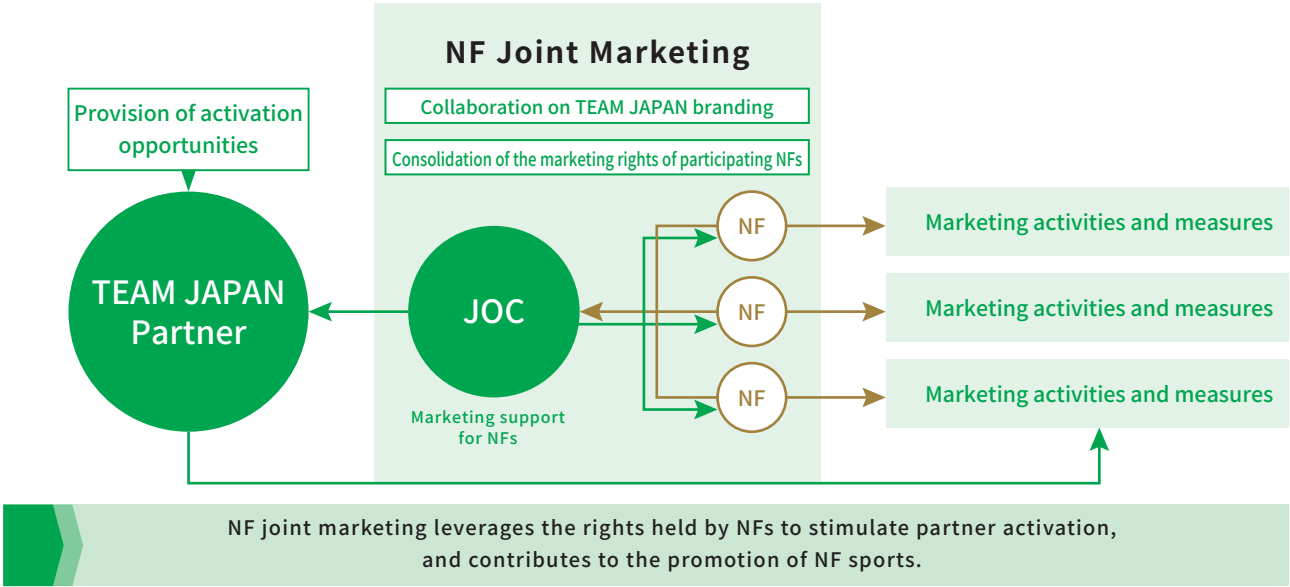 NF Joint Marketing
Provision of activation
opportunities
Collaboration on TEAM JAPAN branding
Consolidation of the marketing rights of participating NFs
TEAM JAPAN
Partner
JOC
Marketing support
for NFs
NF
Marketing activities and measures
NF
Marketing activities and measures
NF
Marketing activities and measures
NF joint marketing leverages the rights held by NFs to stimulate partner activation,
and contributes to the promotion of NF sports.